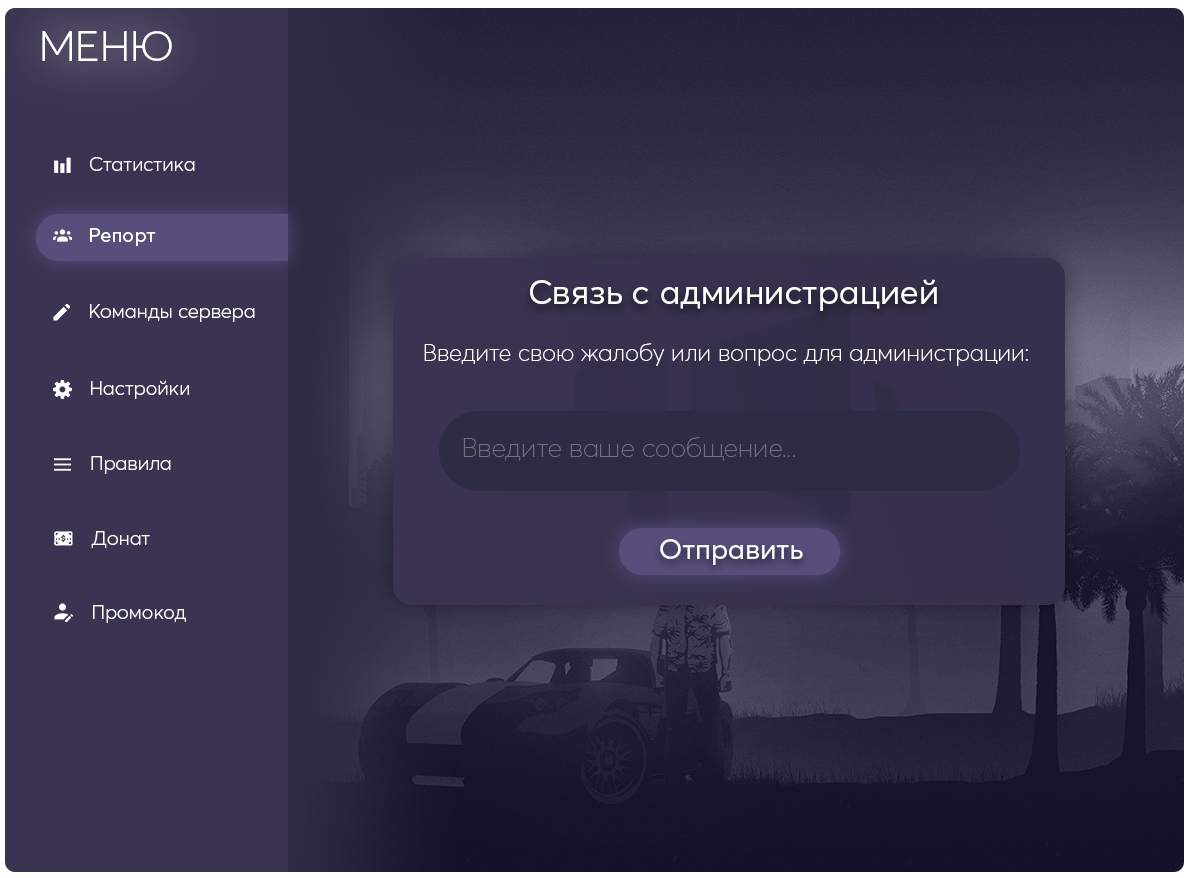 МЕНЮ
Статистика
Репорт
Команды сервера
Настройки
Правила
Донат
Промокод
Связь с администрацией
Введите свою жалобу или вопрос для администрации:
Введите ваше сообщение...
Отправить